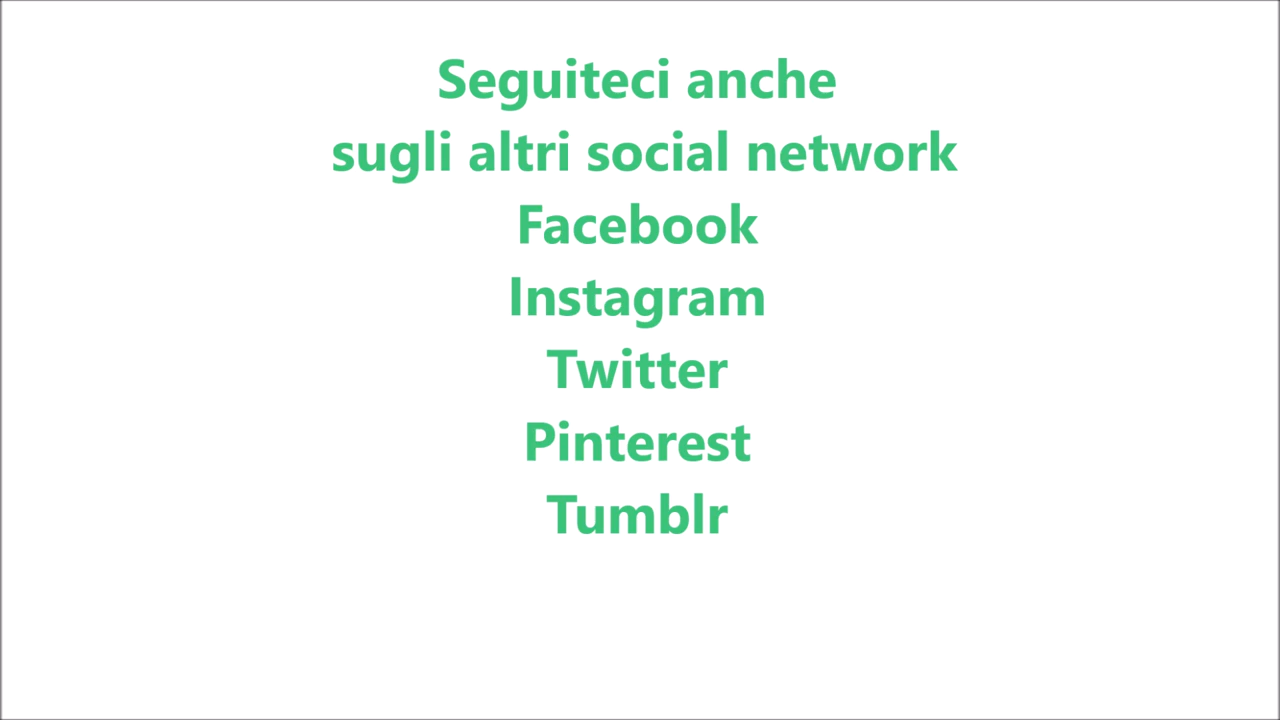 Seguiteci anche
sugli altri social network
Facebook
Instagram
Twitter
Pinterest
Tumblr